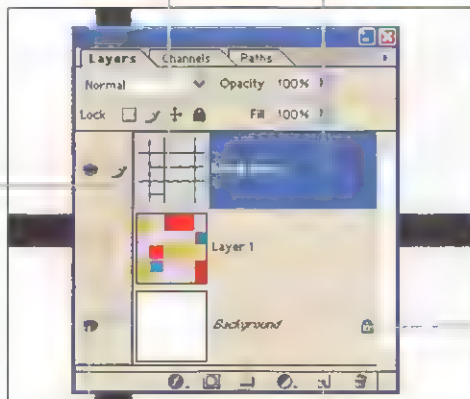 Layers Channels Paths
Normal Opacity: 100%
Lock: Fill: 100%
Layer 1
Background